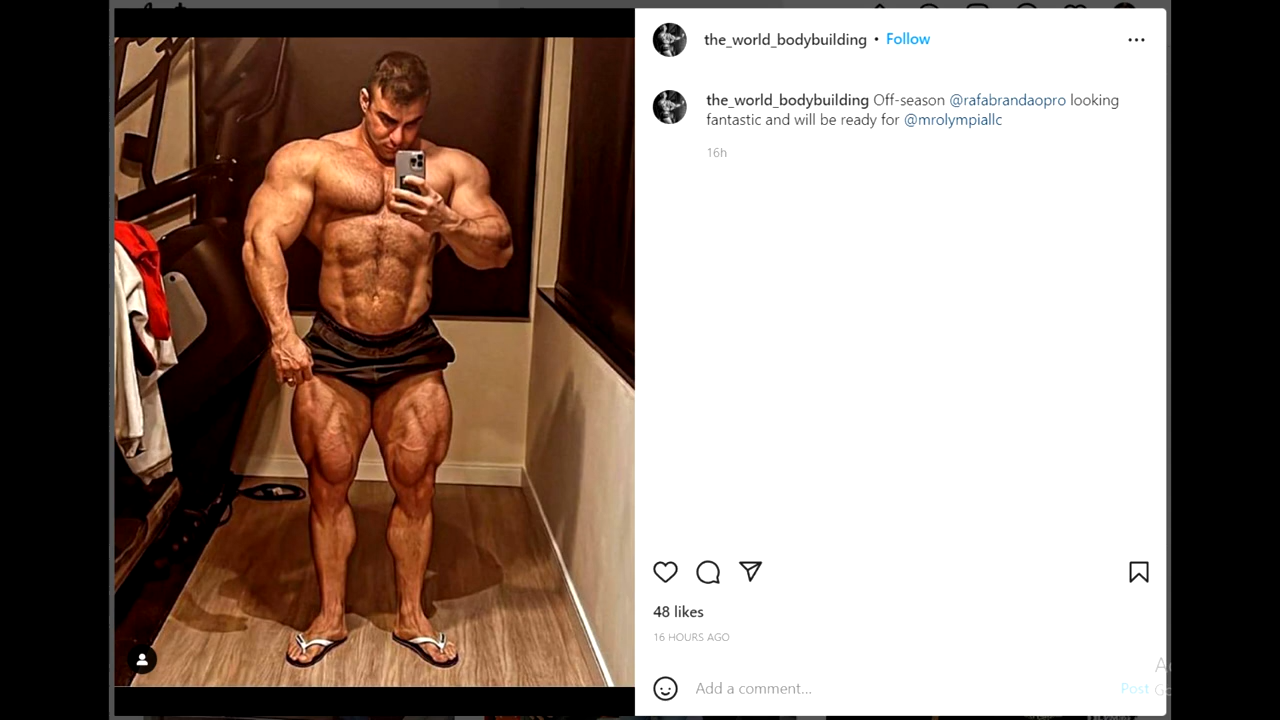 the_world_bodybuilding • Follow
the_world_bodybuilding Off-season @rafabrandaopro looking
fantastic and will be ready for @mrolympiallc
16h
48 likes
16 HOURS AGO
Add a comment...
Post